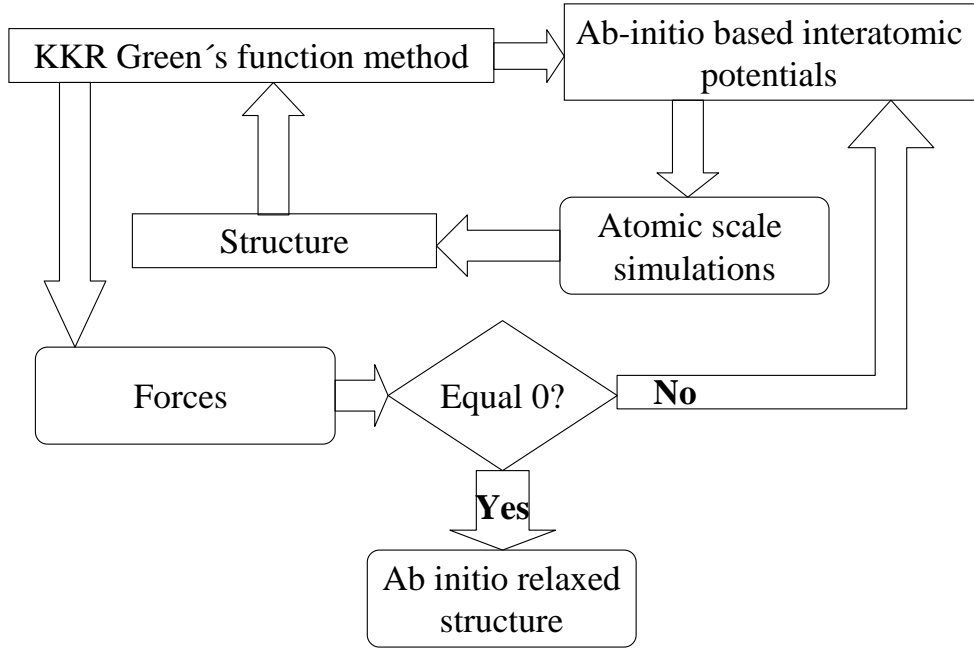 KKR Green´s function method
Ab-initio based interatomic
potentials
Structure
Atomic scale
simulations
Forces
Equal 0?
No
Yes
Ab initio relaxed
structure